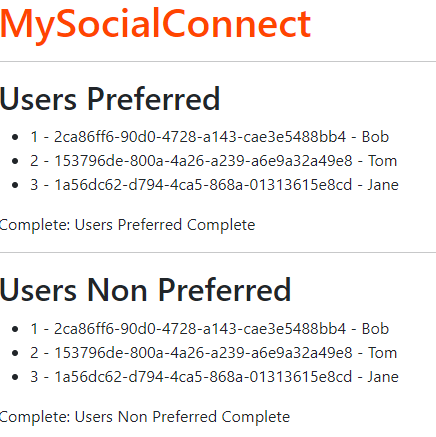 MySocialConnect
Users Preferred
1 - 2ca86ff6-90d0-4728-a143-cae3e5488bb4 - Bob
2 - 153796de-800a-4a26-a239-a6e9a32a49e8 - Tom
3 - 1a56dc62-d794-4ca5-868a-01313615e8cd - Jane
Complete: Users Preferred Complete
Users Non Preferred
1 - 2ca86ff6-90d0-4728-a143-cae3e5488bb4 - Bob
2 - 153796de-800a-4a26-a239-a6e9a32a49e8 - Tom
3 - 1a56dc62-d794-4ca5-868a-01313615e8cd - Jane
Complete: Users Non Preferred Complete